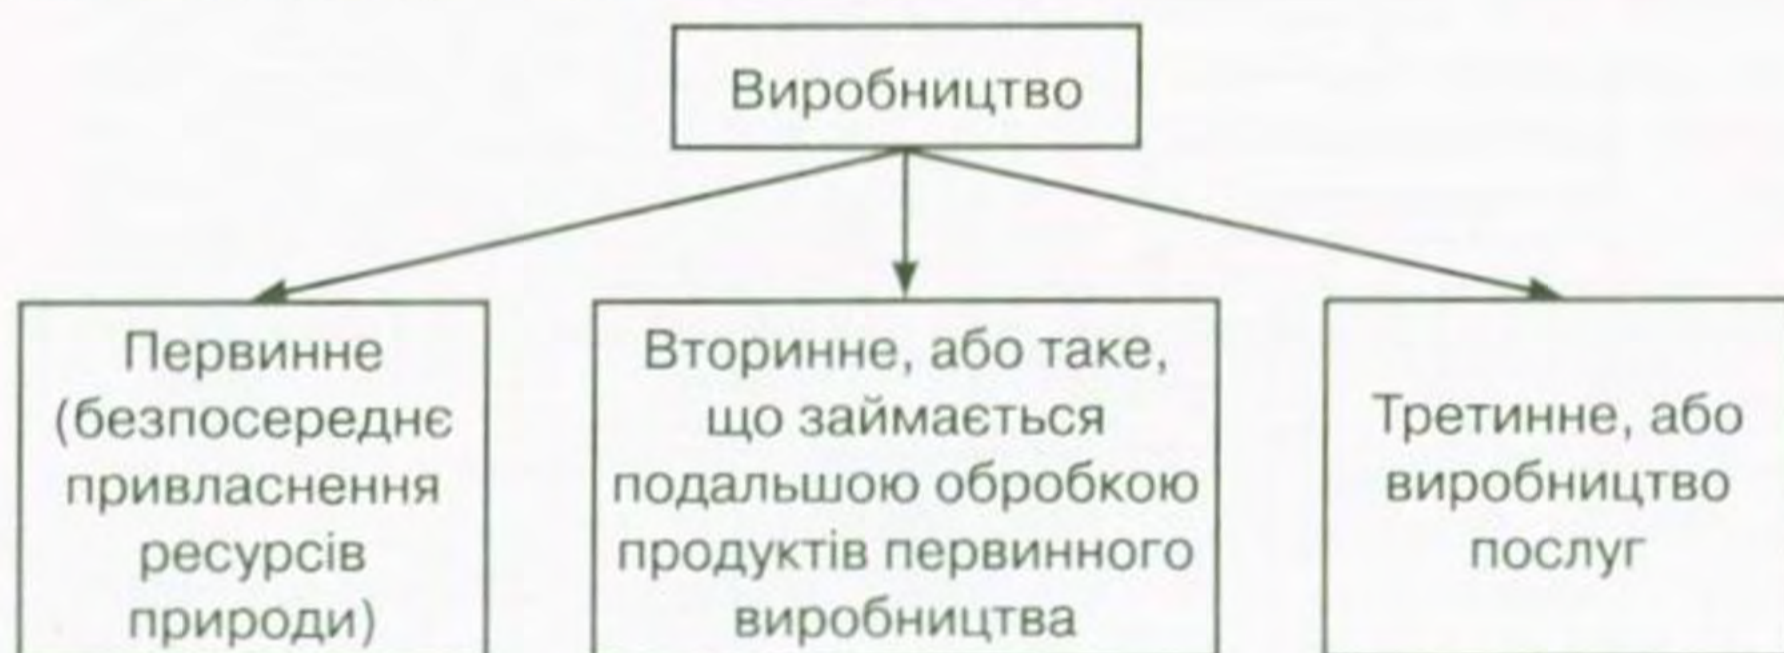 Виробництво
Первинне
(безпосереднє
привласнення
ресурсів
природи)
Вторинне, або таке,
що займається
подальшою обробкою
продуктів первинного
виробництва
Третинне, або
виробництво
послуг